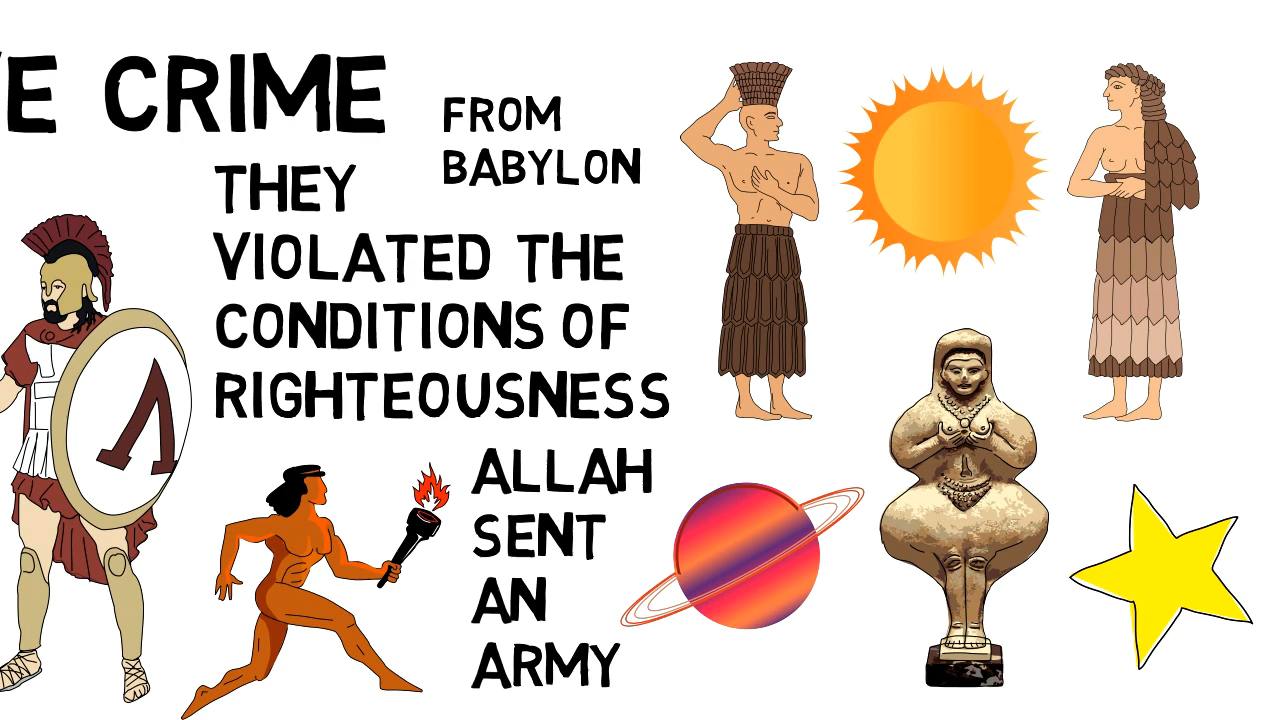 E CRIME
FROM
BABYLON
THEY
VIOLATED THE
CONDITIONS OF
RIGHTEOUSNESS
ALLAH
SENT
AN
ARMY